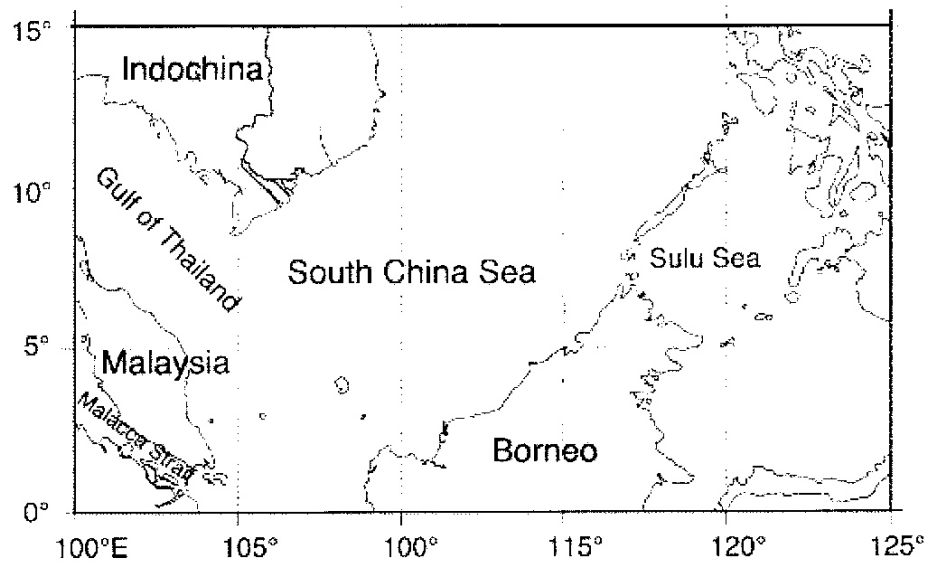 15°
Indochina
10°
Gulf of Thailand
Sulu Sea
South China Sea
5°
Malaysia
Malacca Strait
Borneo
0°
100°E 105° 100° 115° 120° 125°